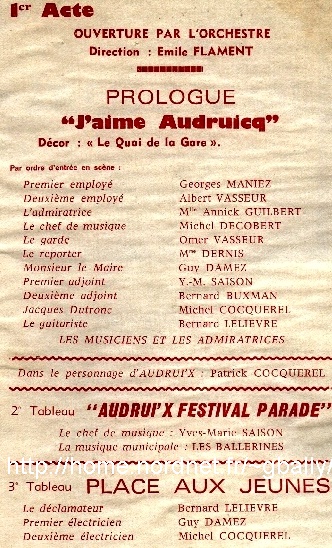 1er Acte
OUVERTURE PAR L'ORCHESTRE
Direction : Emile FLAMENT
PROLOGUE
"J'aime Audruicq"
Décor : « Le Quai de la Gare ».
Par ordre d'entrée en scène :
Premier employé Georges MANIEZ
Deuxième employé Albert VASSEUR
L'admiratrice Mlle Annick GUILBERT
Le chef de musique Michel DECOBERT
Le garde Omer VASSEUR
Le reporter Mme DERNIS
Monsieur le Maire Guy DAMEZ
Premier adjoint Y.-M. SAISON
Deuxième adjoint Bernard BUXMAN
Jacques Dutronc Michel COCQUEREL
Le guitariste Bernard LELIEVRE
LES MUSICIENS ET LES ADMIRATRICES
Dans le personnage d'AUDRUI'X : Patrick COCQUEREL
2e Tableau "AUDRUI'X FESTIVAL PARADE"
Le chef de musique : Yves-Marie SAISON
La musique municipale : LES BALLERINES
http://home.nordnet.fr/~gpally/
3e Tableau PLACE AUX JEUNES
Le déclamateur Bernard LELIEVRE
Premier électricien Guy DAMEZ
Deuxième électricien Michel COCQUEREL